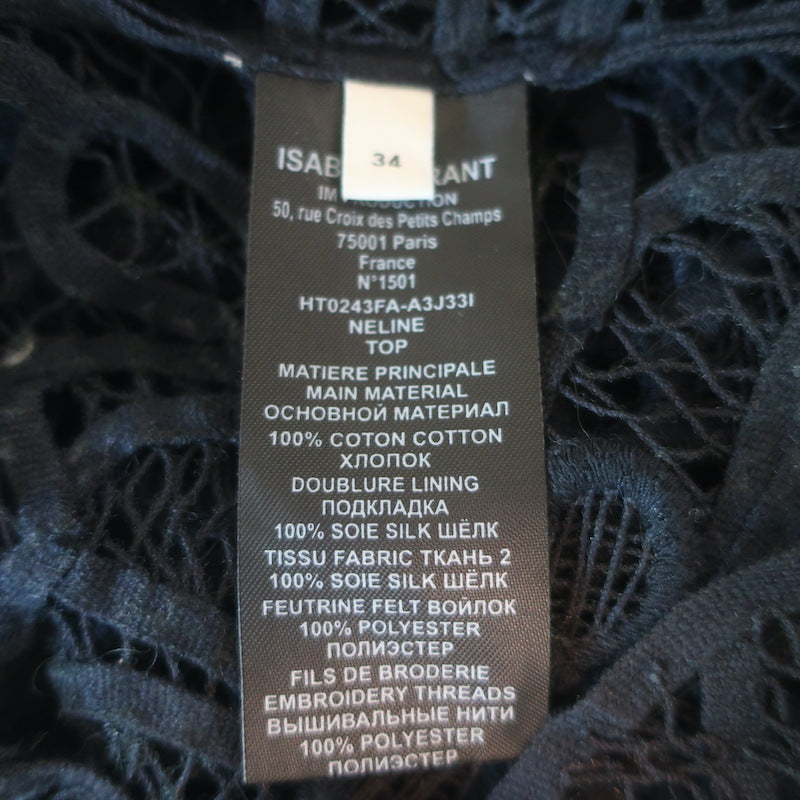 34
ISAB RANT
IM PRODUCTION
50, rue Croix des Petits Champs
75001 Paris
France
N°1501
HT0243FA-A3J33I
NELINE
TOP
MATIERE PRINCIPALE
MAIN MATERIAL
ОСНОВНОЙ МАТЕРИАЛ
100% COTON COTTON
ХЛОПОК
DOUBLURE LINING
ПОДКЛАДКА
100% SOIE SILK ШЁЛК
TISSU FABRIC ТКАНЬ 2
100% SOIE SILK ШЁЛК
FEUTRINE FELT ВОЙЛОК
100% POLYESTER
ПОЛИЭСТЕР
FILS DE BRODERIE
EMBROIDERY THREADS
ВЫШИВАЛЬНЫЕ НИТИ
100% POLYESTER
ПОЛИЭСТЕР